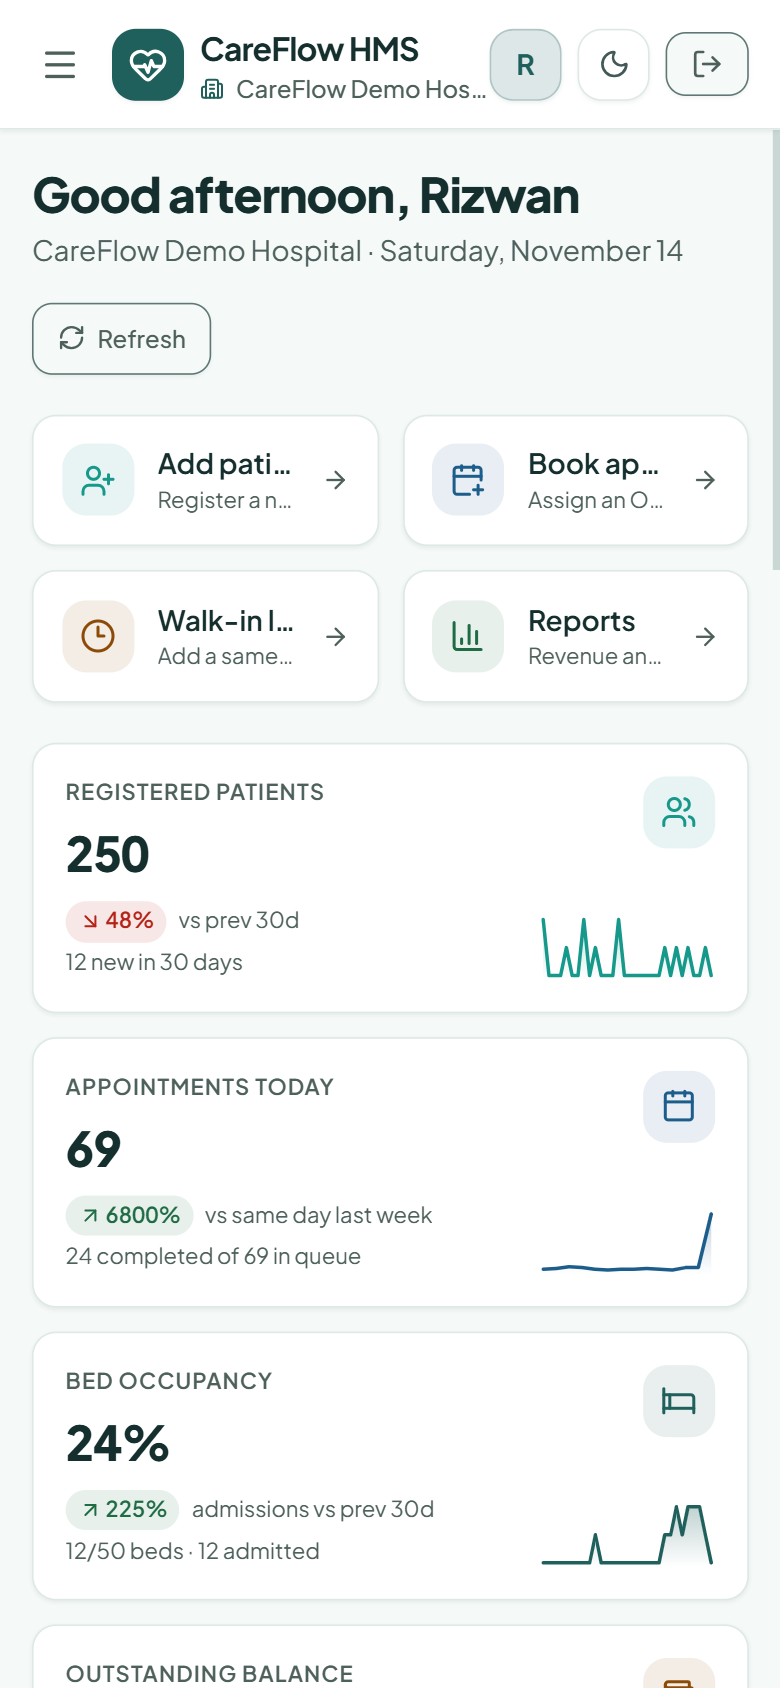 CareFlow HMS
CareFlow Demo Hos...
R
Good afternoon, Rizwan
CareFlow Demo Hospital · Saturday, November 14
Refresh
Add pati...
Register a n...
Book ap...
Assign an O...
Walk-in l...
Add a same...
Reports
Revenue an...
REGISTERED PATIENTS
250
↘ 48% vs prev 30d
12 new in 30 days
APPOINTMENTS TODAY
69
↗ 6800% vs same day last week
24 completed of 69 in queue
BED OCCUPANCY
24%
↗ 225% admissions vs prev 30d
12/50 beds · 12 admitted
OUTSTANDING BALANCE